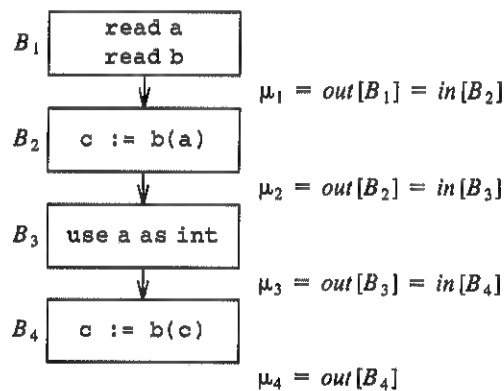 B1
read a
read b
μ1 = out[B1] = in[B2]
B2
c := b(a)
μ2 = out[B2] = in[B3]
B3
use a as int
μ3 = out[B3] = in[B4]
B4
c := b(c)
μ4 = out[B4]